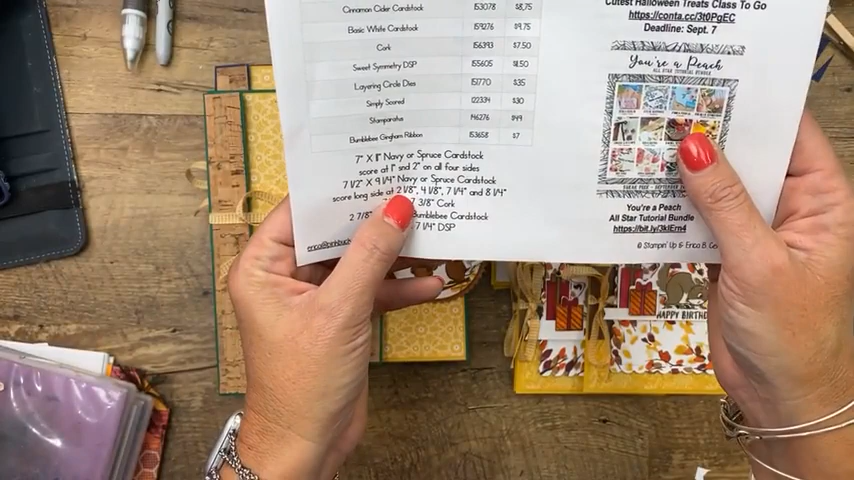 Cinnamon Cider Cardstock 153078 $8.75
Basic White Cardstock 159276 $9.75
Cork 156393 $7.50
Sweet Symmetry DSP 155605
Layering Circle Dies 151770 $35
Simply Scored 122334 $30
Stamparatus 146276 $49
Bumblebee Gingham Ribbon 153658 $7
7" X 11" Navy or Spruce Cardstock
score at 1" and 2" on all four
7 1/2" X 9 1/4" Navy or Spruce Cardstock
score long side at 2 1/8", 4 1/8", 7 1/4" and 8 1/4"
7 3/8" Cork
2 7/8" Bumblebee Cardstock
7 1/4" DSP
Cutest Halloween Treats Class To Go
https://conta.cc/3t0PgEC
Deadline: Sept. 7
You're a Peach
ALL STAR TUTORIAL BUNDLE
You're a Peach
All Star Tutorial Bundle
https://bit.ly/3klErn4
© Stampin' Up & Erica
HAPPY BIRTH